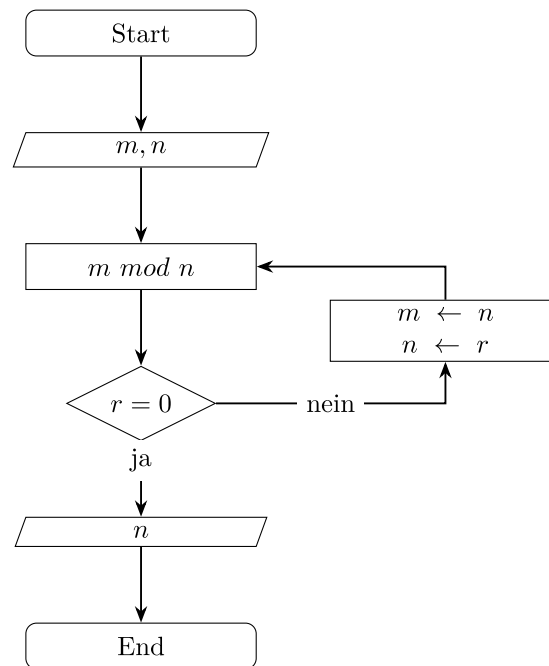 Start
m, n
m mod n
m ← n
n ← r
r = 0
nein
ja
n
End